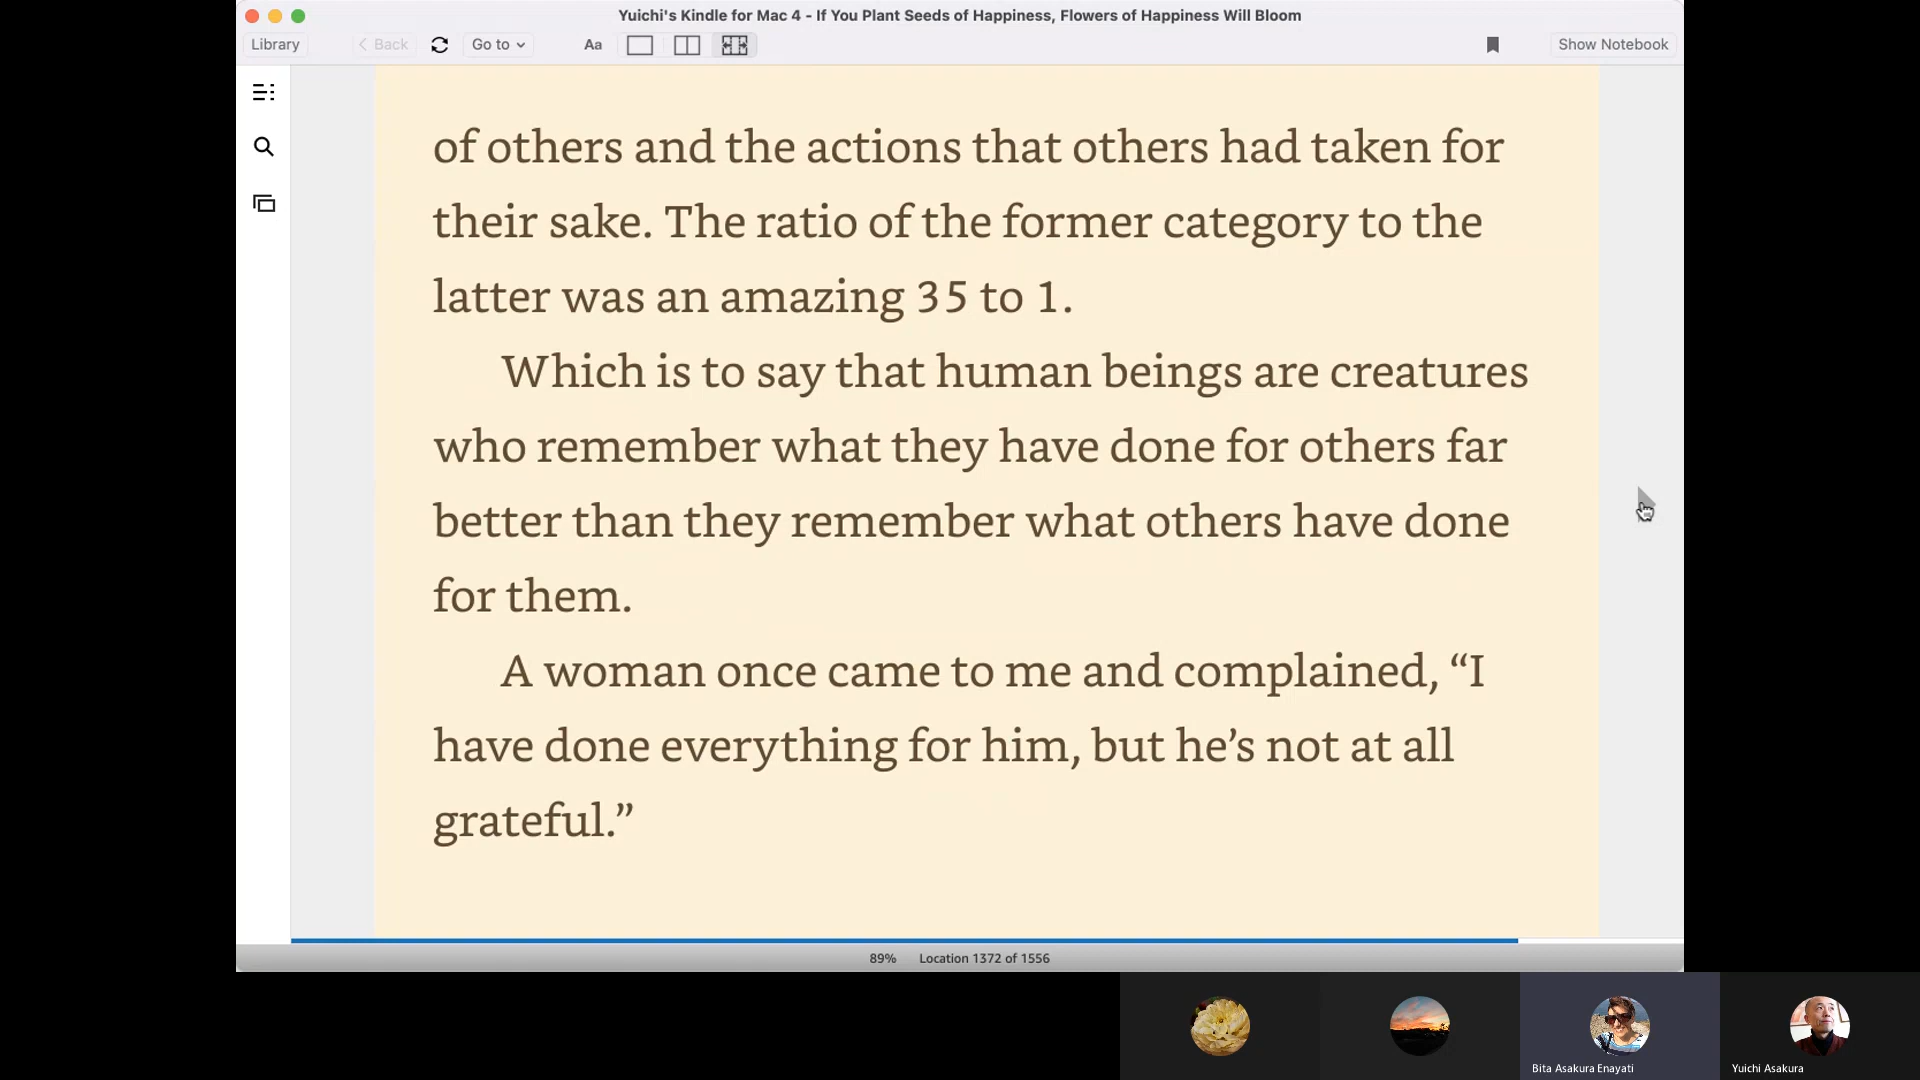 Yuichi's Kindle for Mac 4 - If You Plant Seeds of Happiness, Flowers of Happiness Will Bloom
Library
Back
Go to
Aa
Show Notebook
of others and the actions that others had taken for
their sake. The ratio of the former category to the
latter was an amazing 35 to 1.
Which is to say that human beings are creatures
who remember what they have done for others far
better than they remember what others have done
for them.
A woman once came to me and complained, “I
have done everything for him, but he’s not at all
grateful.”
89%
Location 1372 of 1556
Bita Asakura Enayati
Yuichi Asakura